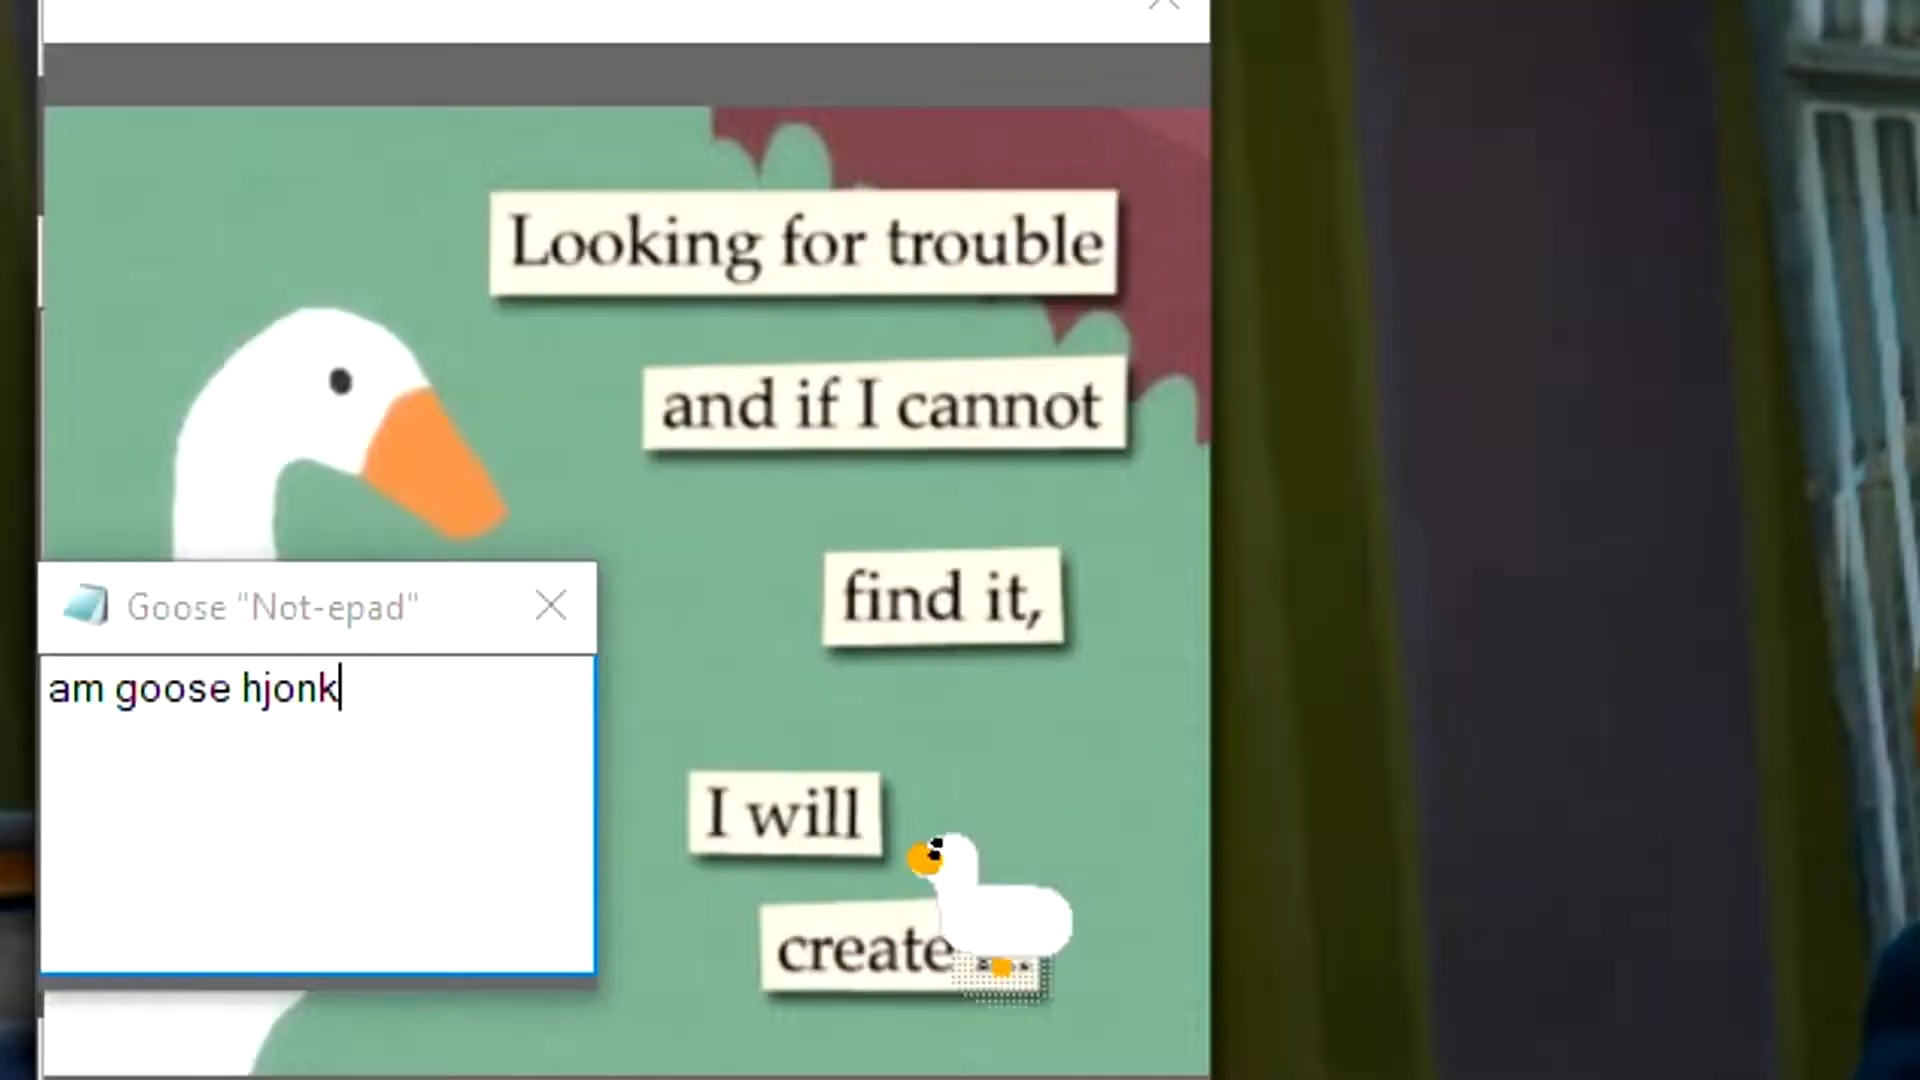 Looking for trouble
and if I cannot
find it,
I will
create
Goose "Not-epad"
am goose hjonk